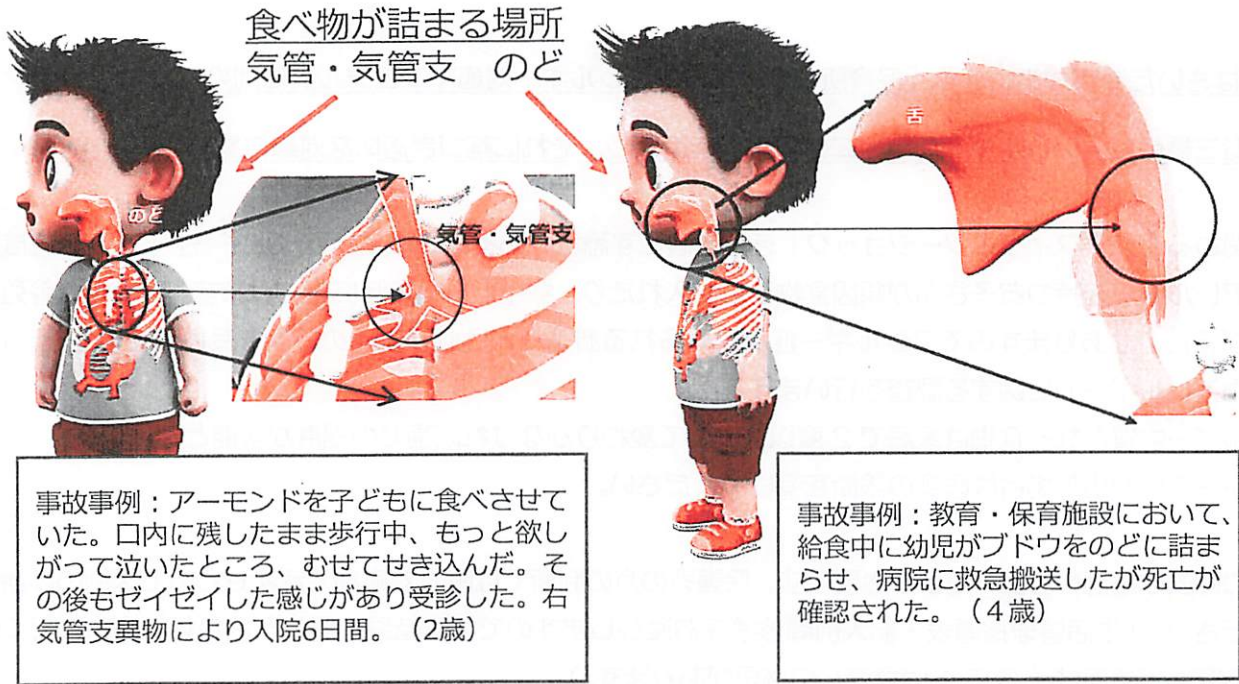 食べ物が詰まる場所
気管・気管支　のど
のど
気管・気管支
舌
事故事例：アーモンドを子どもに食べさせて
いた。口内に残したまま歩行中、もっと欲し
がって泣いたところ、むせてせき込んだ。そ
の後もゼイゼイした感じがあり受診した。右
気管支異物により入院6日間。（2歳）
事故事例：教育・保育施設において、
給食中に幼児がブドウをのどに詰ま
らせ、病院に救急搬送したが死亡が
確認された。（４歳）